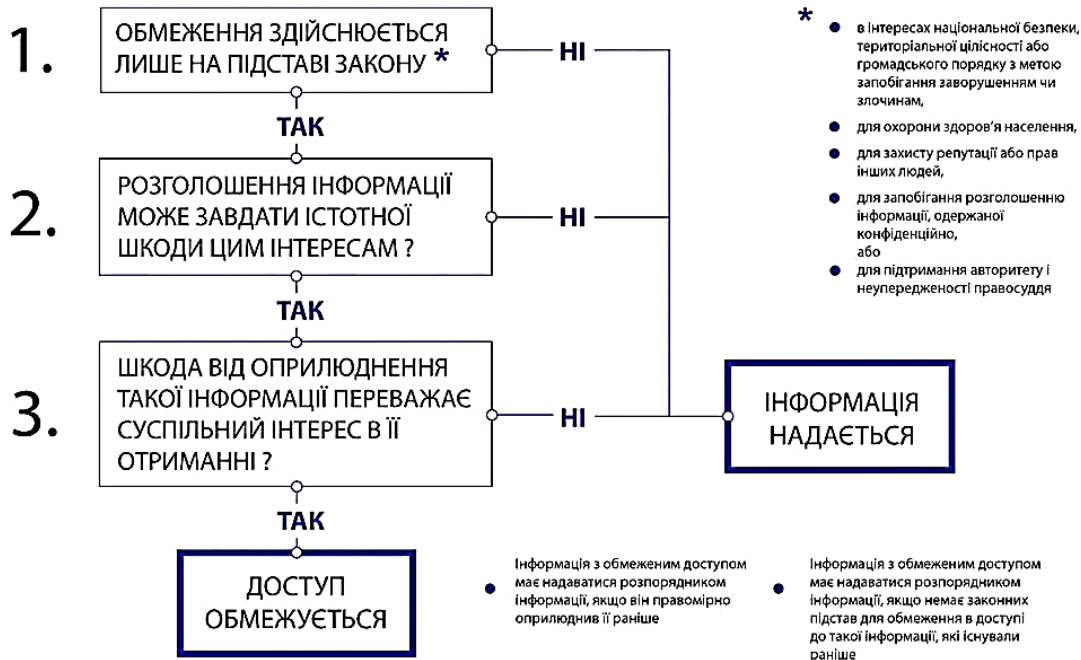 1.
ОБМЕЖЕННЯ ЗДІЙСНЮЄТЬСЯ
ЛИШЕ НА ПІДСТАВІ ЗАКОНУ *
НІ
ТАК
2.
РОЗГОЛОШЕННЯ ІНФОРМАЦІЇ
МОЖЕ ЗАВДАТИ ІСТОТНОЇ
ШКОДИ ЦИМ ІНТЕРЕСАМ ?
НІ
ТАК
3.
ШКОДА ВІД ОПРИЛЮДНЕННЯ
ТАКОЇ ІНФОРМАЦІЇ ПЕРЕВАЖАЄ
СУСПІЛЬНИЙ ІНТЕРЕС В ЇЇ
ОТРИМАННІ ?
НІ
ТАК
ДОСТУП
ОБМЕЖУЄТЬСЯ
ІНФОРМАЦІЯ
НАДАЄТЬСЯ
*
● в інтересах національної безпеки,
територіальної цілісності або
громадського порядку з метою
запобігання заворушенням чи
злочинам,
● для охорони здоров’я населення,
● для захисту репутації або прав
інших людей,
● для запобігання розголошенню
інформації, одержаної
конфіденційно,
або
● для підтримання авторитету і
неупередженості правосуддя
● Інформація з обмеженим доступом
має надаватися розпорядником
інформації, якщо він правомірно
оприлюднив її раніше
● Інформація з обмеженим доступом
має надаватися розпорядником
інформації, якщо немає законних
підстав для обмеження в доступі
до такої інформації, які існували
раніше